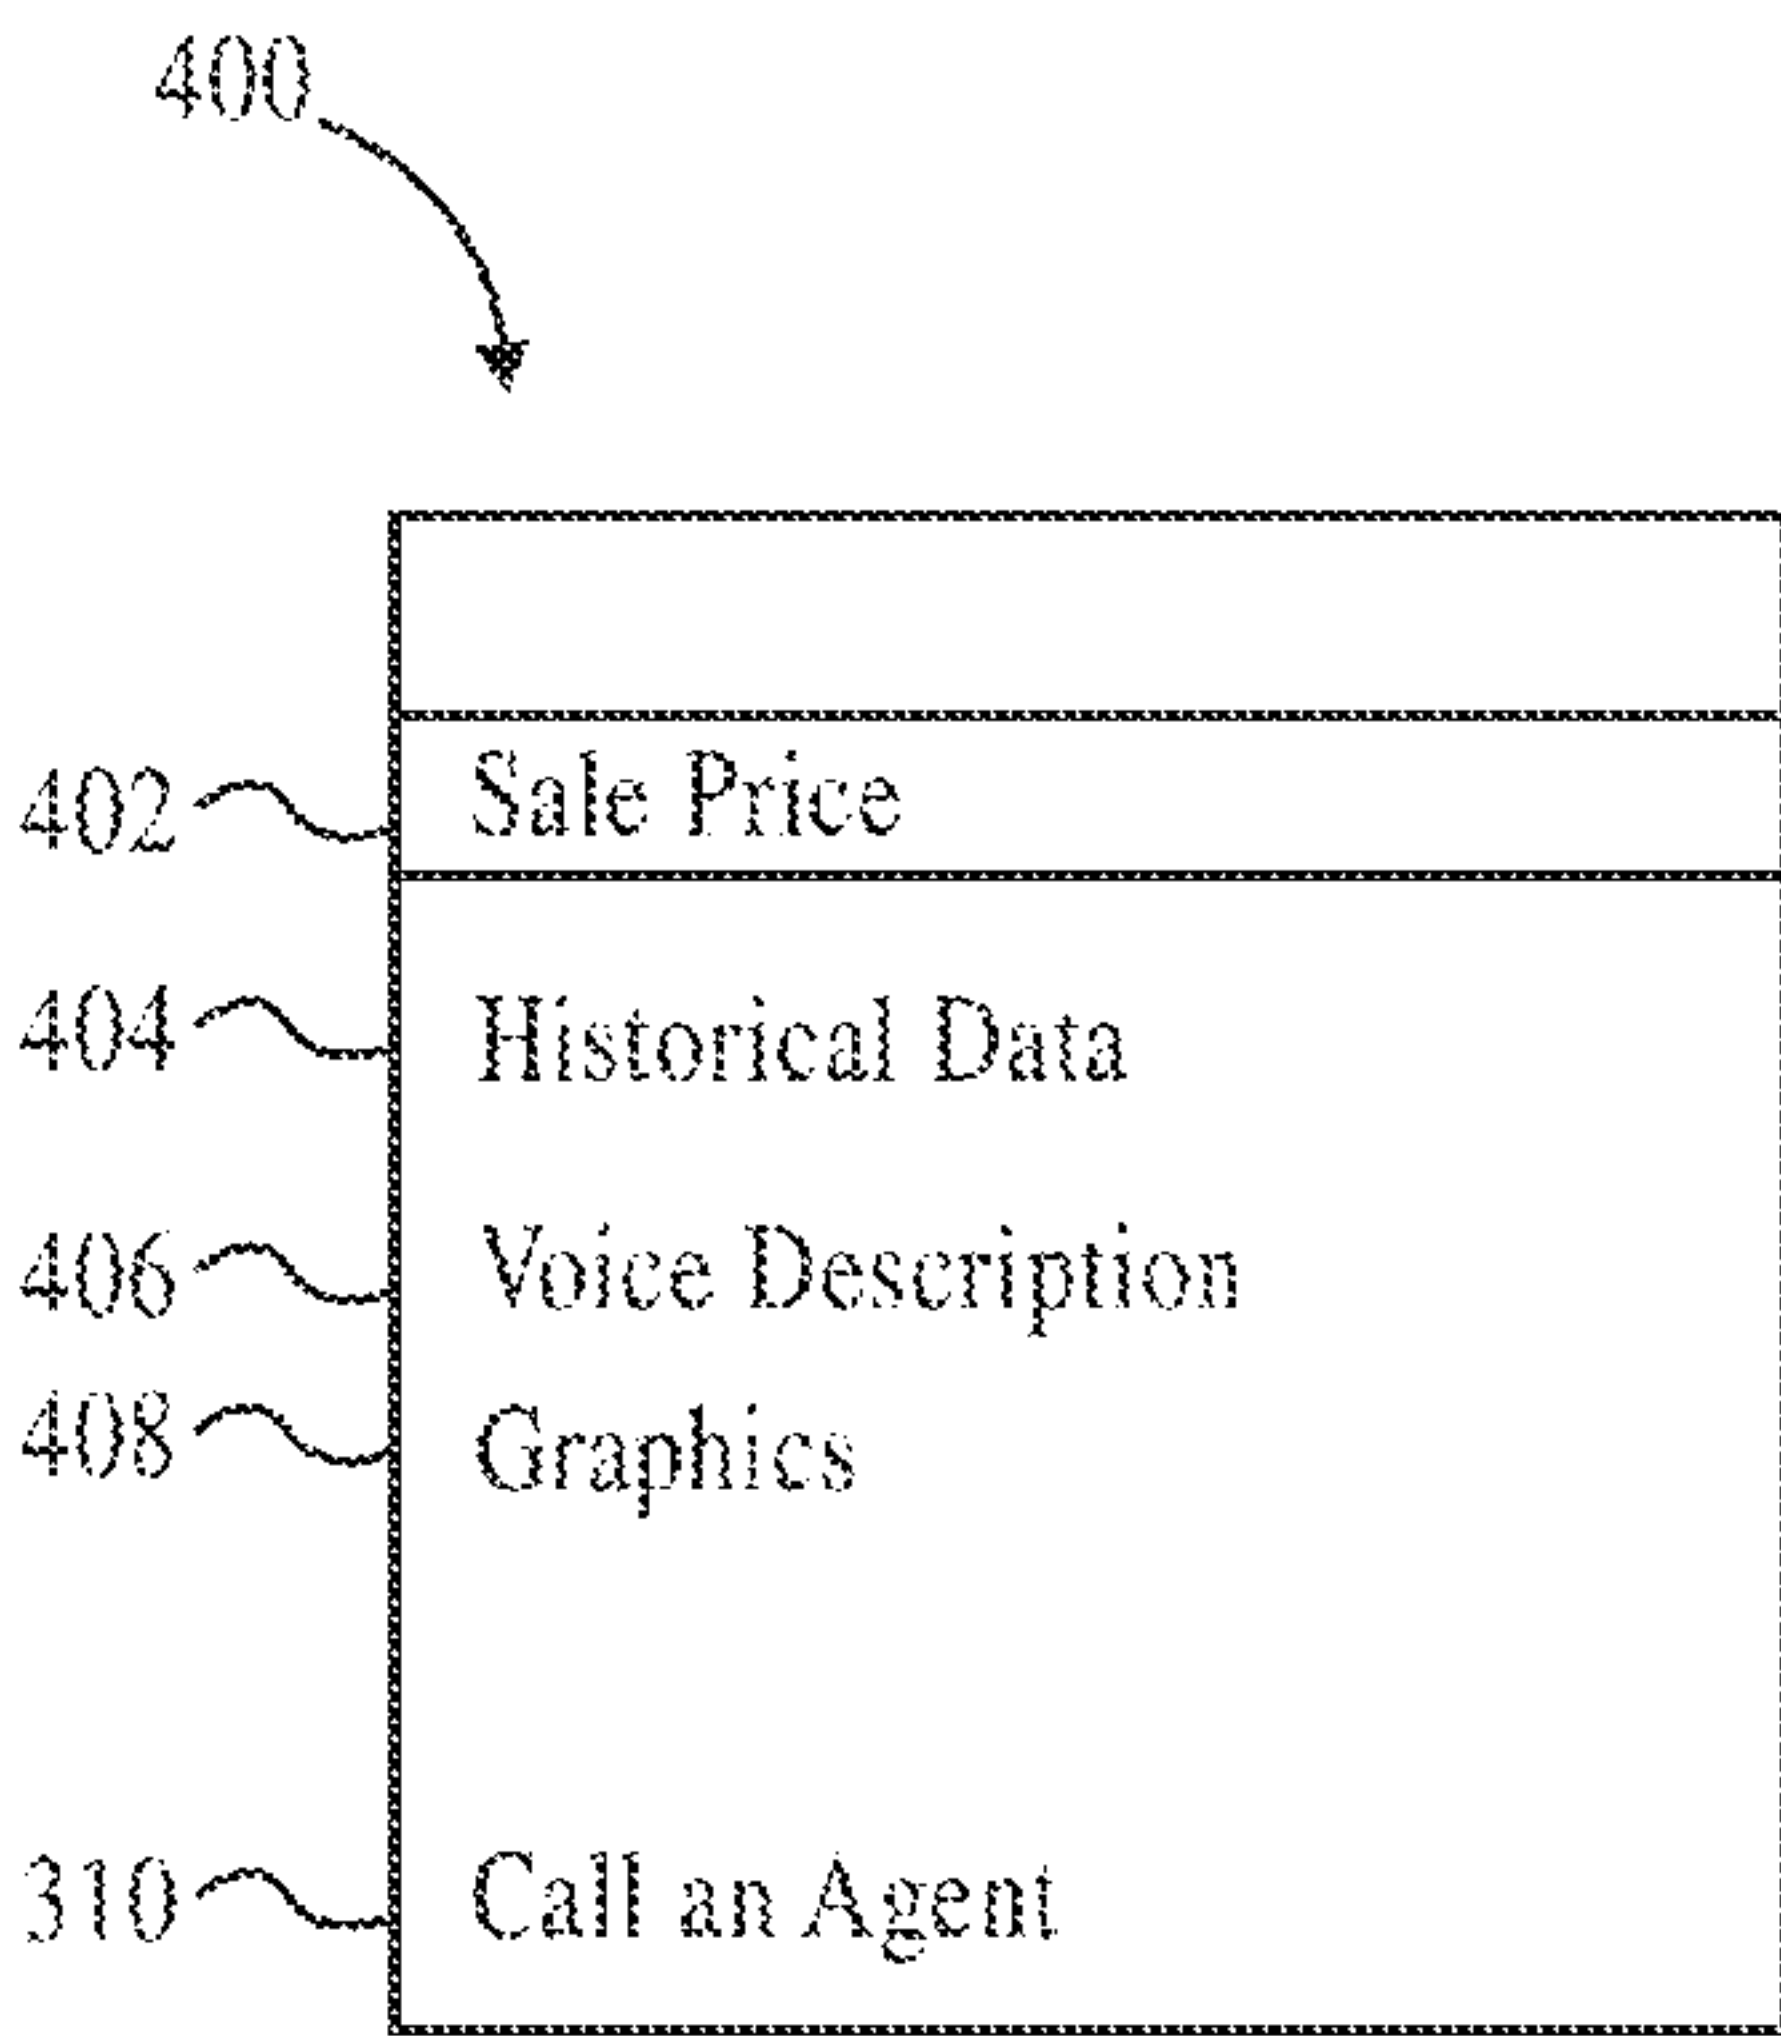 400
402 Sale Price
404 Historical Data
406 Voice Description
408 Graphics
310 Call an Agent